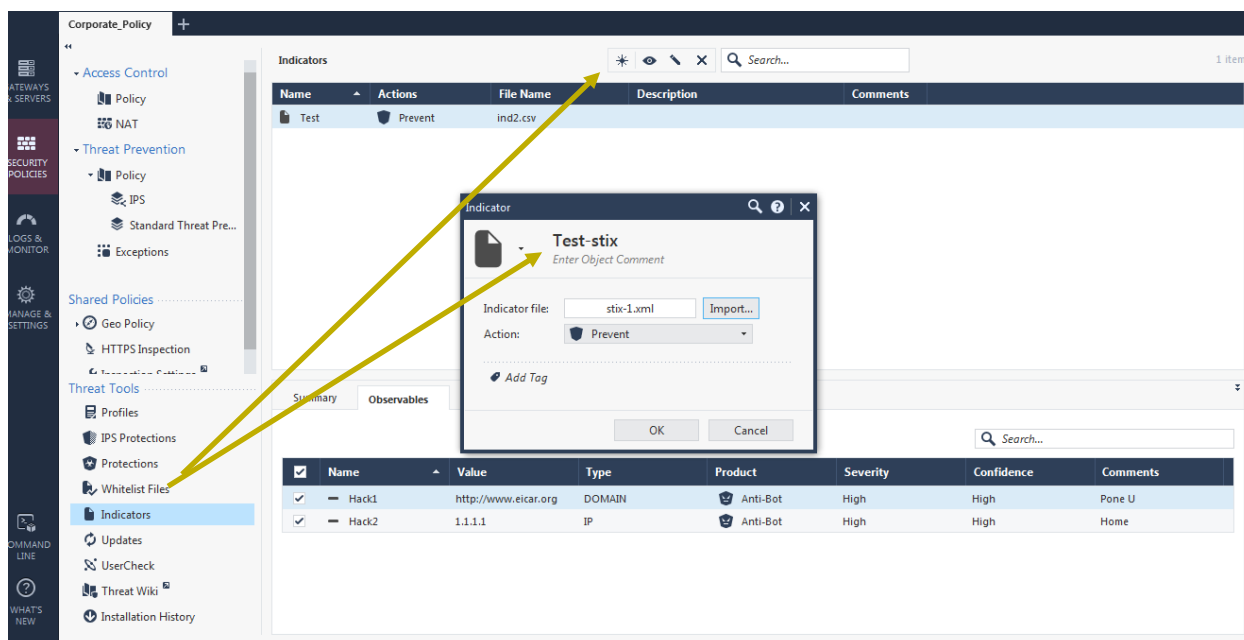 Corporate_Policy
GATEWAYS
& SERVERS
SECURITY
POLICIES
LOGS &
MONITOR
MANAGE &
SETTINGS
COMMAND
LINE
WHAT'S
NEW
Access Control
Policy
NAT
Threat Prevention
Policy
IPS
Standard Threat Pre...
Exceptions
Shared Policies
Geo Policy
HTTPS Inspection
Threat Tools
Profiles
IPS Protections
Protections
Whitelist Files
Indicators
Updates
UserCheck
Threat Wiki
Installation History
Indicators
Search...
1 item
Name Actions File Name Description Comments
Test Prevent ind2.csv
Indicator
Test-stix
Enter Object Comment
Indicator file: stix-1.xml Import...
Action: Prevent
Add Tag
OK Cancel
Summary Observables
Search...
Name Value Type Product Severity Confidence Comments
Hack1 http://www.eicar.org DOMAIN Anti-Bot High High Pone U
Hack2 1.1.1.1 IP Anti-Bot High High Home